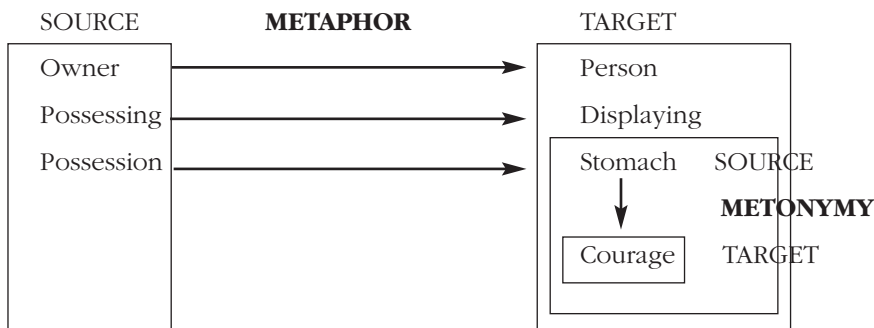 SOURCE METAPHOR TARGET
Owner Person
Possessing Displaying
Possession Stomach SOURCE
METONYMY
Courage TARGET